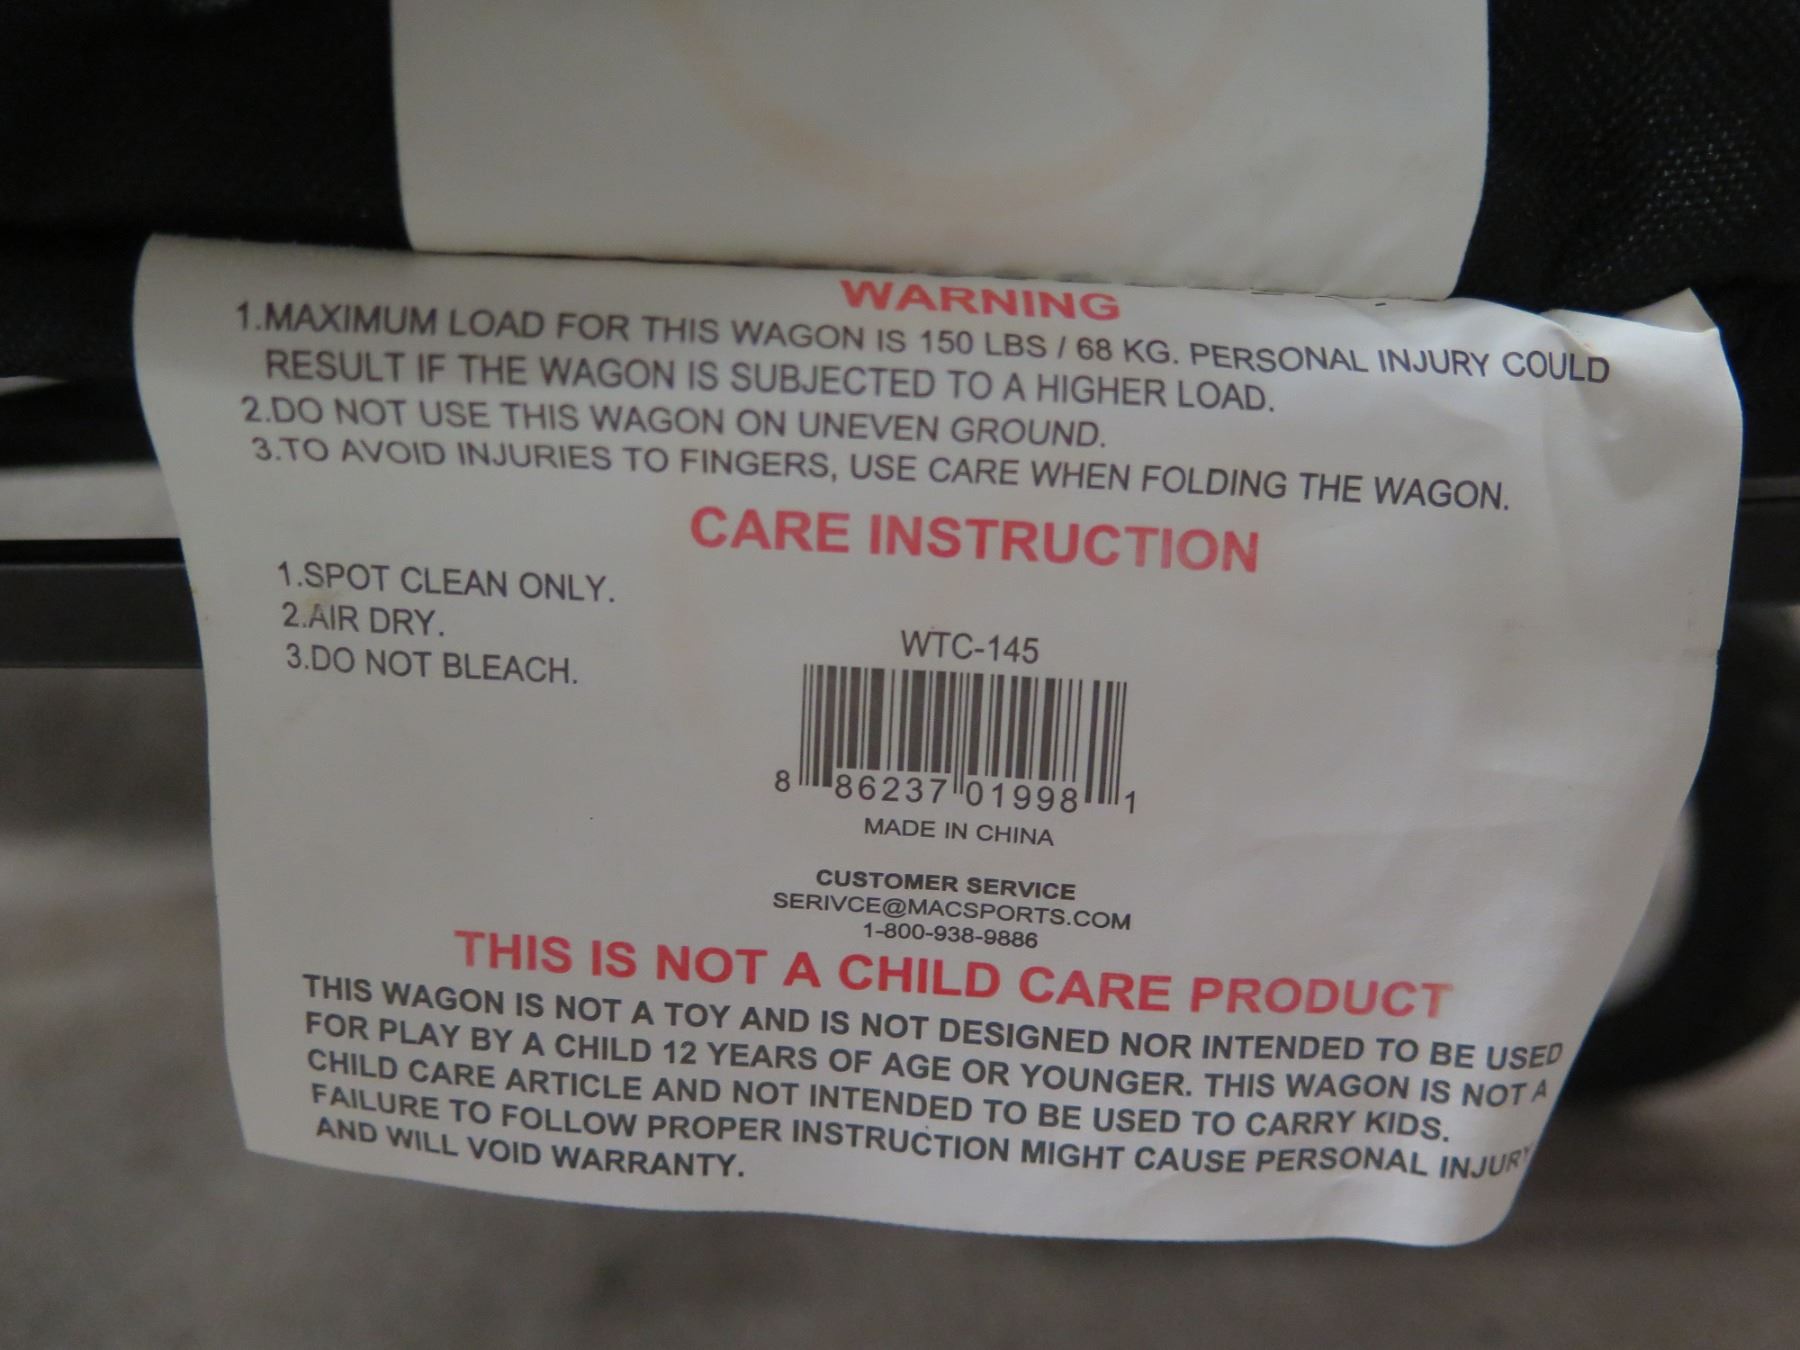 WARNING
1.MAXIMUM LOAD FOR THIS WAGON IS 150 LBS / 68 KG. PERSONAL INJURY COULD
RESULT IF THE WAGON IS SUBJECTED TO A HIGHER LOAD.
2.DO NOT USE THIS WAGON ON UNEVEN GROUND.
3.TO AVOID INJURIES TO FINGERS, USE CARE WHEN FOLDING THE WAGON.
CARE INSTRUCTION
1.SPOT CLEAN ONLY.
2.AIR DRY.
3.DO NOT BLEACH.
WTC-145
8 86237 01998 1
MADE IN CHINA
CUSTOMER SERVICE
SERIVCE@MACSPORTS.COM
1-800-938-9886
THIS IS NOT A CHILD CARE PRODUCT
THIS WAGON IS NOT A TOY AND IS NOT DESIGNED NOR INTENDED TO BE USED
FOR PLAY BY A CHILD 12 YEARS OF AGE OR YOUNGER. THIS WAGON IS NOT A
CHILD CARE ARTICLE AND NOT INTENDED TO BE USED TO CARRY KIDS.
FAILURE TO FOLLOW PROPER INSTRUCTION MIGHT CAUSE PERSONAL INJURY
AND WILL VOID WARRANTY.